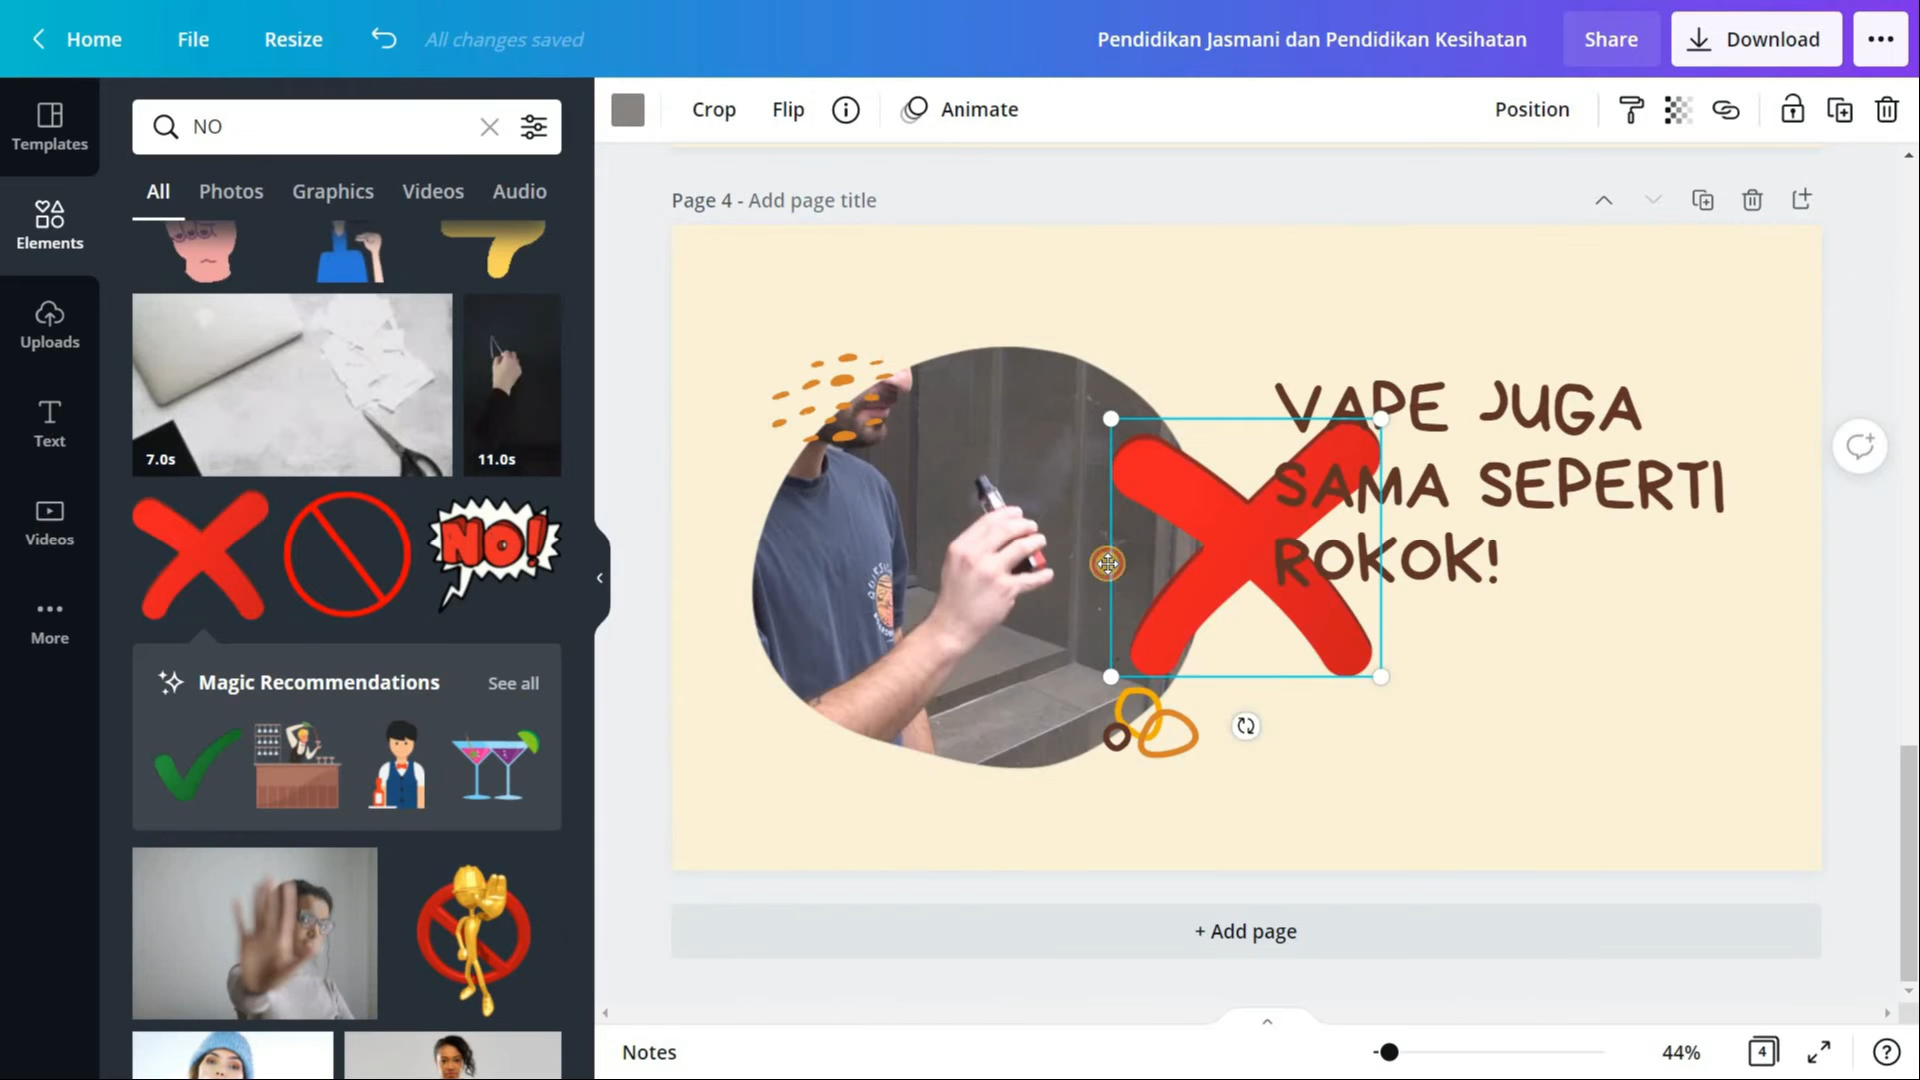 Home
File
Resize
All changes saved
Pendidikan Jasmani dan Pendidikan Kesihatan
Share
Download
Templates
Elements
Uploads
Text
Videos
More
NO
All
Photos
Graphics
Videos
Audio
7.0s
11.0s
NO!
Magic Recommendations
See all
Crop
Flip
Animate
Position
Page 4 - Add page title
VAPE JUGA
SAMA SEPERTI
ROKOK!
+ Add page
Notes
44%
4